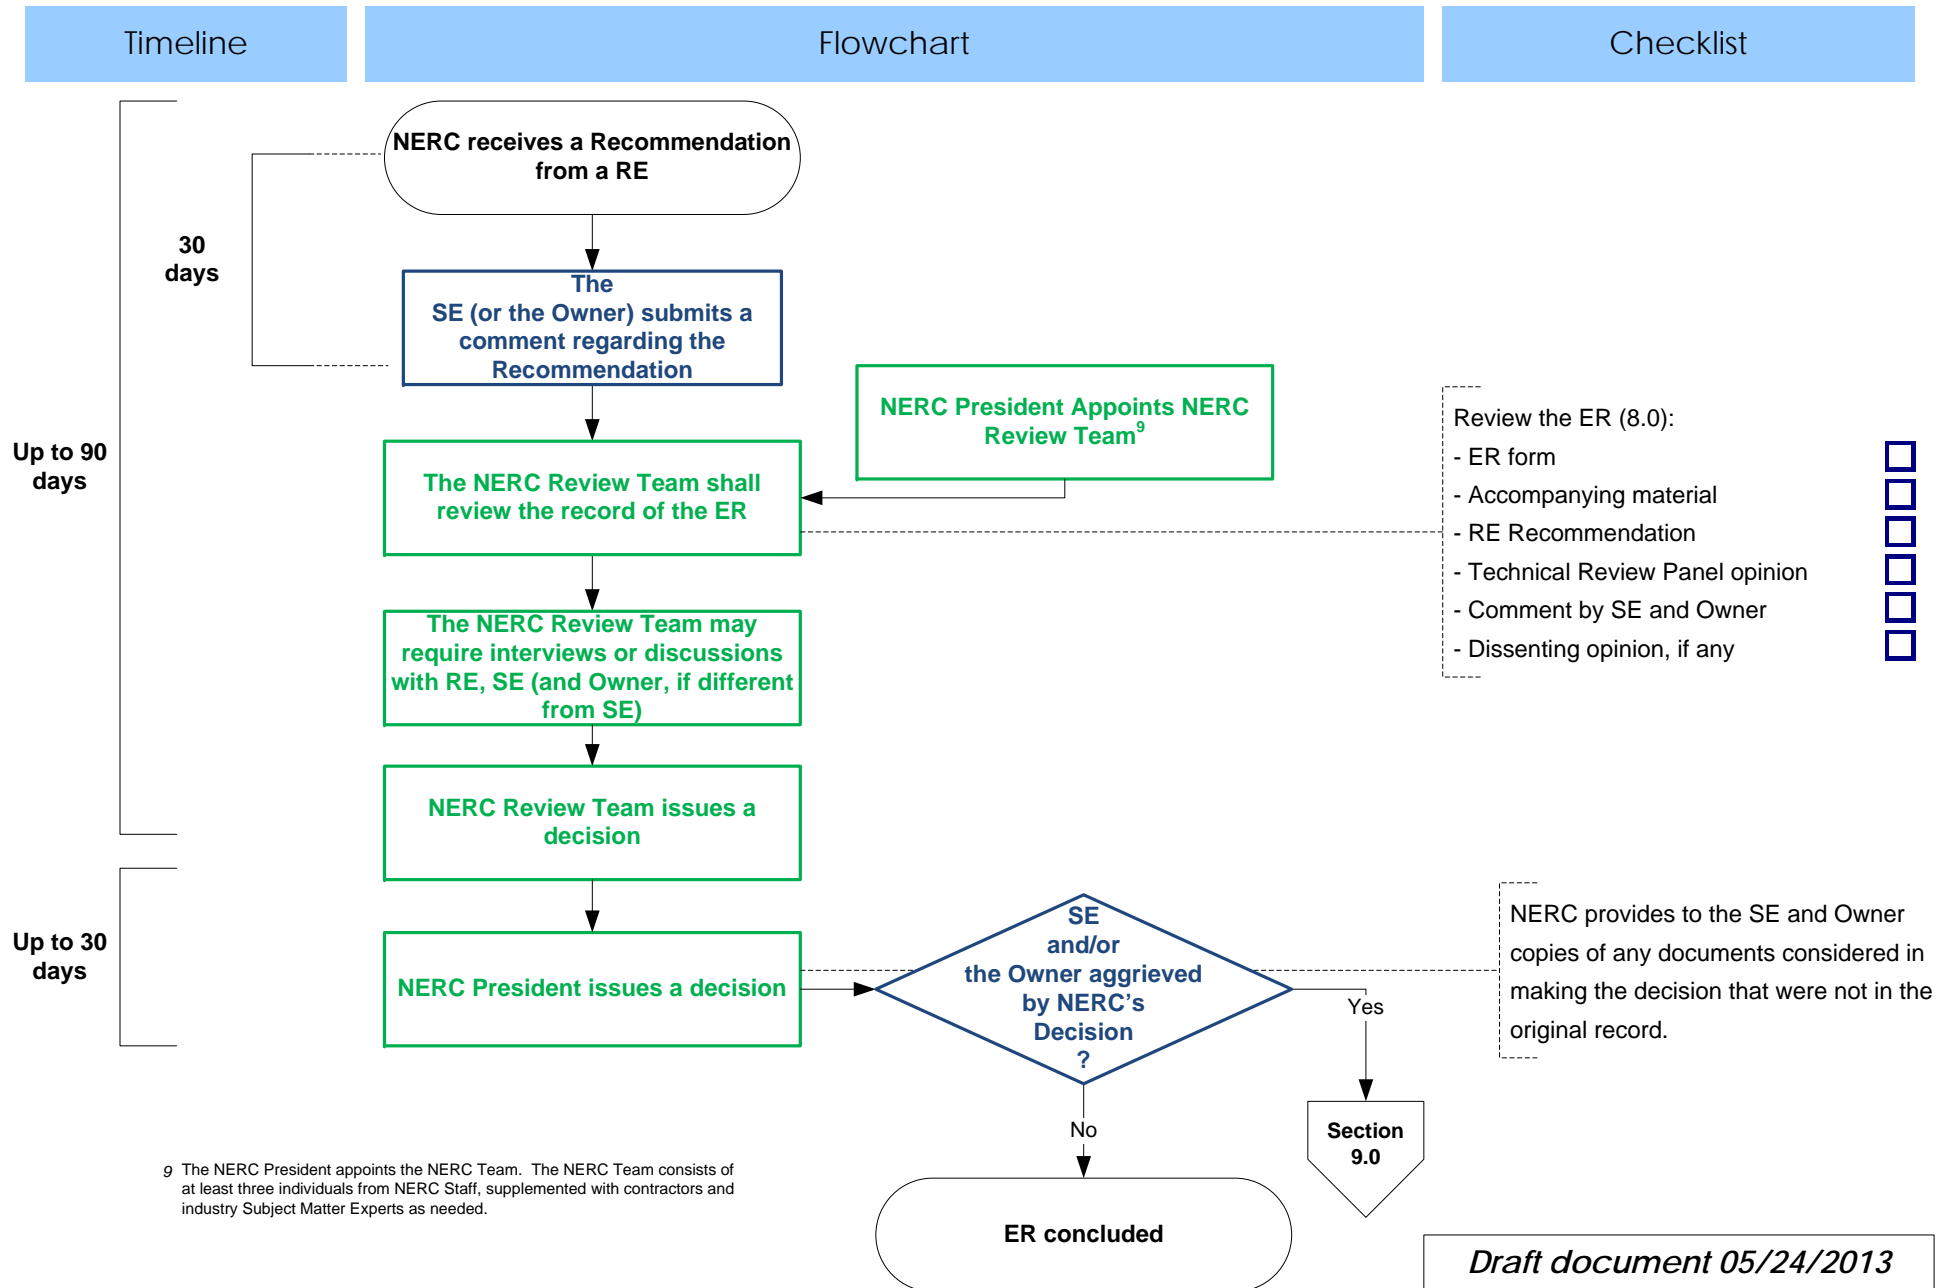 Timeline
Flowchart
Checklist
NERC receives a Recommendation
from a RE
30
days
The
SE (or the Owner) submits a
comment regarding the
Recommendation
NERC President Appoints NERC
Review Team9
Up to 90
days
The NERC Review Team shall
review the record of the ER
Review the ER (8.0):
- ER form
- Accompanying material
- RE Recommendation
- Technical Review Panel opinion
- Comment by SE and Owner
- Dissenting opinion, if any
The NERC Review Team may
require interviews or discussions
with RE, SE (and Owner, if different
from SE)
NERC Review Team issues a
decision
Up to 30
days
NERC President issues a decision
SE
and/or
the Owner aggrieved
by NERC’s
Decision
?
Yes
No
NERC provides to the SE and Owner
copies of any documents considered in
making the decision that were not in the
original record.
Section
9.0
ER concluded
9 The NERC President appoints the NERC Team.  The NERC Team consists of
at least three individuals from NERC Staff, supplemented with contractors and
industry Subject Matter Experts as needed.
Draft document 05/24/2013